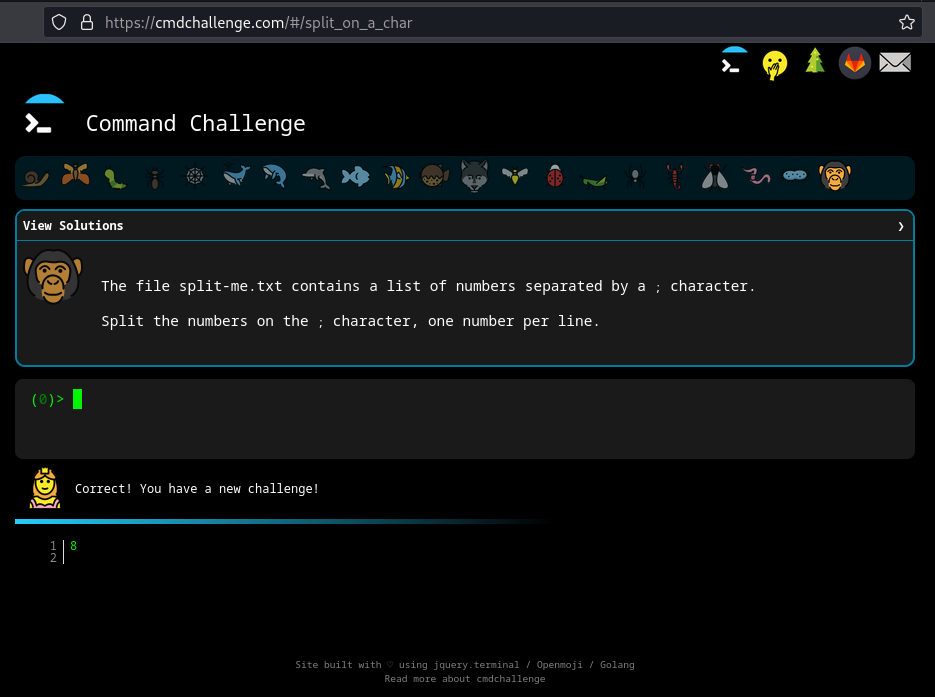 https://cmdchallenge.com/#/split_on_a_char
Command Challenge
View Solutions ❯
The file split-me.txt contains a list of numbers separated by a ; character.
Split the numbers on the ; character, one number per line.
(0)>
Correct! You have a new challenge!
1 8
2
Site built with ♡ using jquery.terminal / Openmoji / Golang
Read more about cmdchallenge